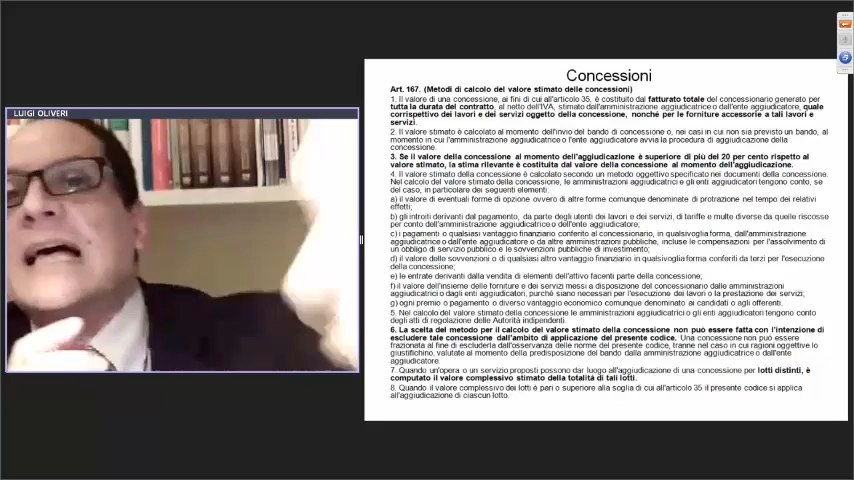 LUIGI OLIVERI
Concessioni
Art. 167. (Metodi di calcolo del valore stimato delle concessioni)
1. Il valore di una concessione, ai fini di cui all'articolo 35, è costituito dal fatturato totale del concessionario generato per
tutta la durata del contratto, al netto dell'IVA, stimato dall'amministrazione aggiudicatrice o dall'ente aggiudicatore, quale
corrispettivo dei lavori e dei servizi oggetto della concessione, nonché per le forniture accessorie a tali lavori e
servizi.
2. Il valore stimato è calcolato al momento dell'invio del bando di concessione o, nei casi in cui non sia previsto un bando, al
momento in cui l'amministrazione aggiudicatrice o l'ente aggiudicatore avvia la procedura di aggiudicazione della
concessione.
3. Se il valore della concessione al momento dell'aggiudicazione è superiore di più del 20 per cento rispetto al
valore stimato, la stima rilevante è costituita dal valore della concessione al momento dell'aggiudicazione.
4. Il valore stimato della concessione è calcolato secondo un metodo oggettivo specificato nei documenti della concessione.
Nel calcolo del valore stimato della concessione, le amministrazioni aggiudicatrici e gli enti aggiudicatori tengono conto, se
del caso, in particolare dei seguenti elementi:
a) il valore di eventuali forme di opzione ovvero di altre forme comunque denominate di protrazione nel tempo dei relativi
effetti;
b) gli introiti derivanti dal pagamento, da parte degli utenti dei lavori e dei servizi, di tariffe e multe diverse da quelle riscosse
per conto dell'amministrazione aggiudicatrice o dell'ente aggiudicatore;
c) i pagamenti o qualsiasi vantaggio finanziario conferito al concessionario, in qualsivoglia forma, dall'amministrazione
aggiudicatrice o dall'ente aggiudicatore o da altre amministrazioni pubbliche, incluse le compensazioni per l'assolvimento di
un obbligo di servizio pubblico e le sovvenzioni pubbliche di investimento;
d) il valore delle sovvenzioni o di qualsiasi altro vantaggio finanziario in qualsivoglia forma conferiti da terzi per l'esecuzione
della concessione;
e) le entrate derivanti dalla vendita di elementi dell'attivo facenti parte della concessione;
f) il valore dell'insieme delle forniture e dei servizi messi a disposizione del concessionario dalle amministrazioni
aggiudicatrici o dagli enti aggiudicatori, purché siano necessari per l'esecuzione dei lavori o la prestazione dei servizi;
g) ogni premio o pagamento o diverso vantaggio economico comunque denominato ai candidati o agli offerenti.
5. Nel calcolo del valore stimato della concessione le amministrazioni aggiudicatrici o gli enti aggiudicatori tengono conto
degli atti di regolazione delle Autorità indipendenti.
6. La scelta del metodo per il calcolo del valore stimato della concessione non può essere fatta con l'intenzione di
escludere tale concessione dall'ambito di applicazione del presente codice. Una concessione non può essere
frazionata al fine di escluderla dall'osservanza delle norme del presente codice, tranne nel caso in cui ragioni oggettive lo
giustifichino, valutate al momento della predisposizione del bando dalla amministrazione aggiudicatrice o dall'ente
aggiudicatore.
7. Quando un'opera o un servizio proposti possono dar luogo all'aggiudicazione di una concessione per lotti distinti, è
computato il valore complessivo stimato della totalità di tali lotti.
8. Quando il valore complessivo dei lotti è pari o superiore alla soglia di cui all'articolo 35 il presente codice si applica
all'aggiudicazione di ciascun lotto.